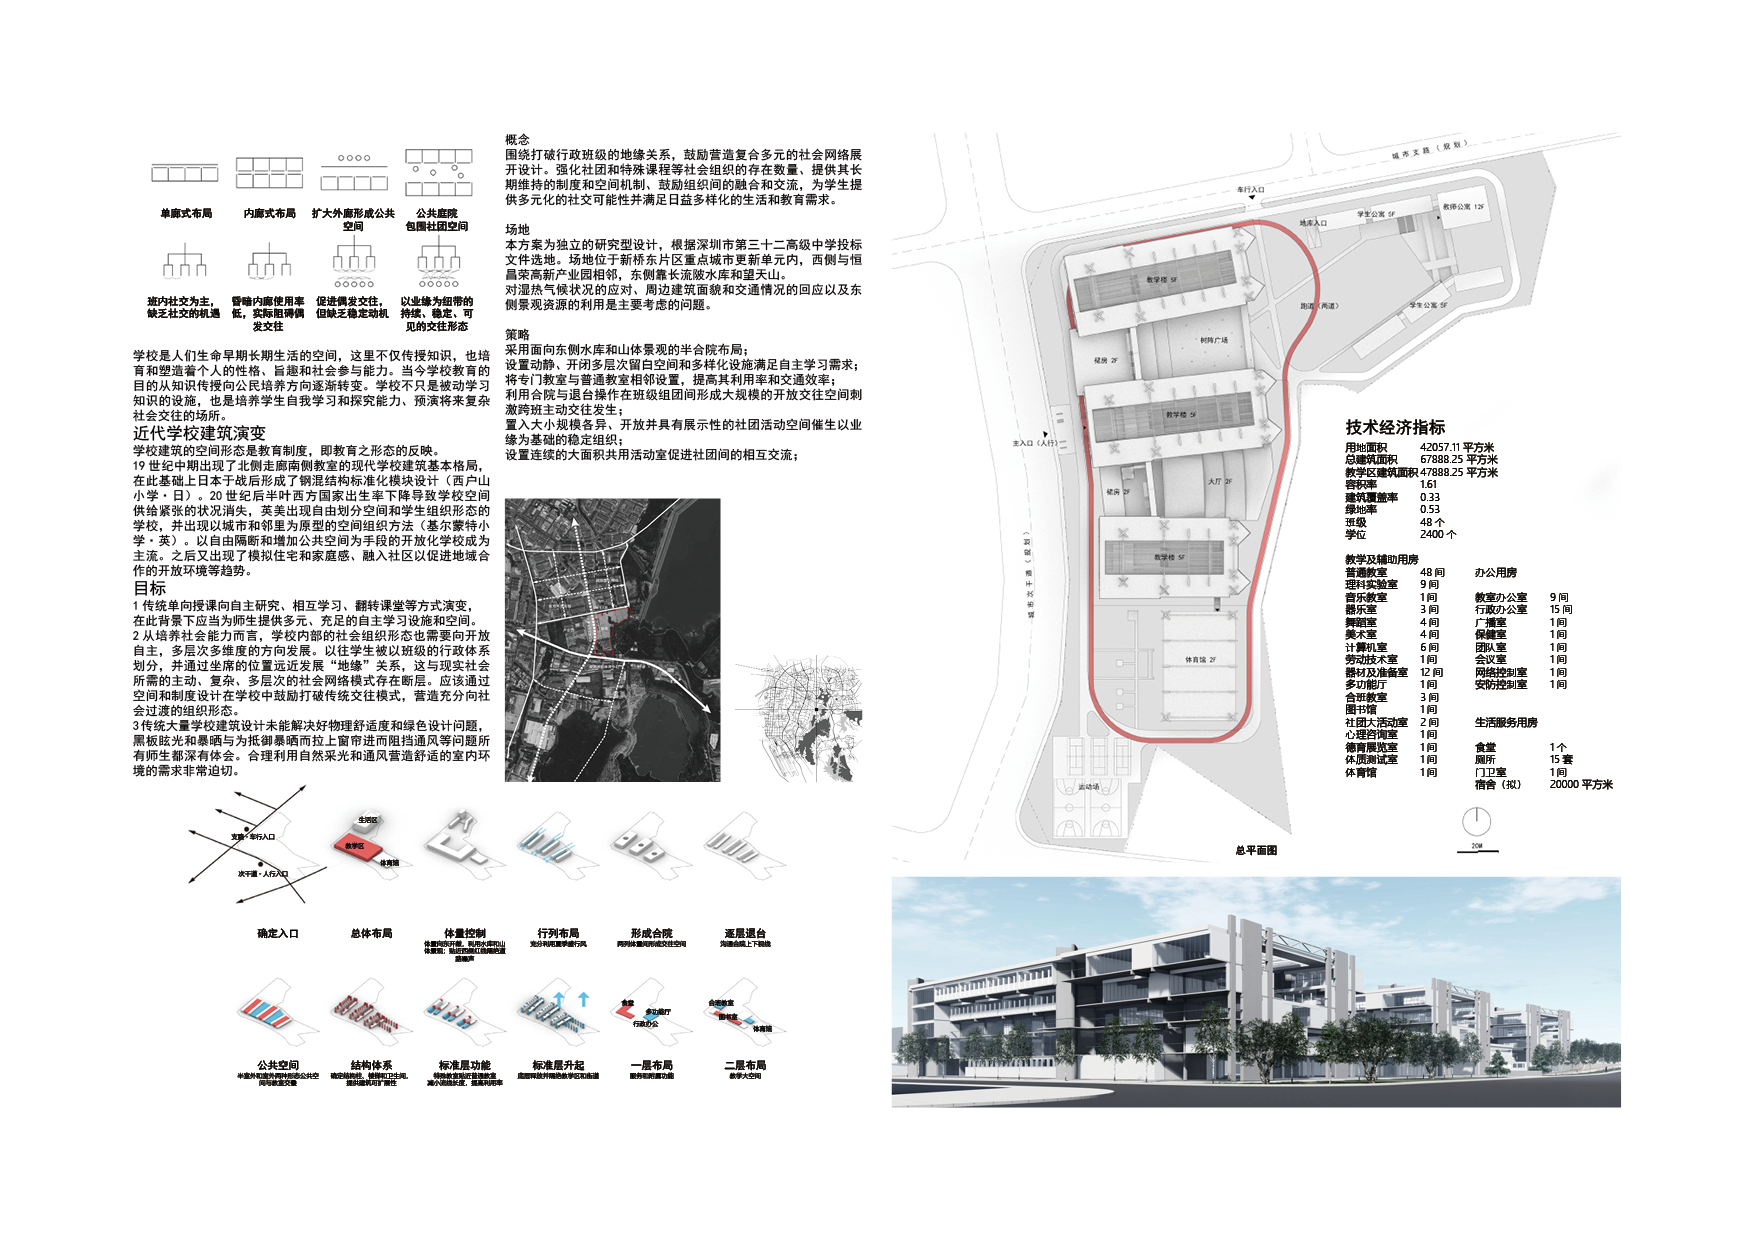 单廊式布局
内廊式布局
扩大外廊形成公共
空间
公共庭院
包围社团空间
班内社交为主,
缺乏社交的机遇
昏暗内廊使用率
低,实际阻碍偶
发交往
促进偶发交往,
但缺乏稳定动机
以业缘为纽带的
持续、稳定、可
见的交往形态
学校是人们生命早期长期生活的空间,这里不仅传授知识,也培
育和塑造着个人的性格、旨趣和社会参与能力。当今学校教育的
目的从知识传授向公民培养方向逐渐转变。学校不只是被动学习
知识的设施,也是培养学生自我学习和探究能力、预演将来复杂
社会交往的场所。
近代学校建筑演变
学校建筑的空间形态是教育制度,即教育之形态的反映。
19 世纪中期出现了北侧走廊南侧教室的现代学校建筑基本格局,
在此基础上日本于战后形成了钢混结构标准化模块设计(西户山
小学·日)。20 世纪后半叶西方国家出生率下降导致学校空间
供给紧张的状况消失,英美出现自由划分空间和学生组织形态的
学校,并出现以城市和邻里为原型的空间组织方法(基尔蒙特小
学·英)。以自由隔断和增加公共空间为手段的开放化学校成为
主流。之后又出现了模拟住宅和家庭感、融入社区以促进地域合
作的开放环境等趋势。
目标
1 传统单向授课向自主研究、相互学习、翻转课堂等方式演变,
在此背景下应当为师生提供多元、充足的自主学习设施和空间。
2 从培养社会能力而言,学校内部的社会组织形态也需要向开放
自主,多层次多维度的方向发展。以往学生被以班级的行政体系
划分,并通过坐席的位置远近发展“地缘”关系,这与现实社会
所需的主动、复杂、多层次的社会网络模式存在断层。应该通过
空间和制度设计在学校中鼓励打破传统交往模式,营造充分向社
会过渡的组织形态。
3 传统大量学校建筑设计未能解决好物理舒适度和绿色设计问题,
黑板眩光和暴晒与为抵御暴晒而拉上窗帘进而阻挡通风等问题所
有师生都深有体会。合理利用自然采光和通风营造舒适的室内环
境的需求非常迫切。
概念
围绕打破行政班级的地缘关系,鼓励营造复合多元的社会网络展
开设计。强化社团和特殊课程等社会组织的存在数量、提供其长
期维持的制度和空间机制、鼓励组织间的融合和交流,为学生提
供多元化的社交可能性并满足日益多样化的生活和教育需求。
场地
本方案为独立的研究型设计,根据深圳市第三十二高级中学投标
文件选地。场地位于新桥东片区重点城市更新单元内,西侧与恒
昌荣高新产业园相邻,东侧靠长流陂水库和望天山。
对湿热气候状况的应对、周边建筑面貌和交通情况的回应以及东
侧景观资源的利用是主要考虑的问题。
策略
采用面向东侧水库和山体景观的半合院布局;
设置动静、开闭多层次留白空间和多样化设施满足自主学习需求;
将专门教室与普通教室相邻设置,提高其利用率和交通效率;
利用合院与退台操作在班级组团间形成大规模的开放交往空间刺
激跨班主动交往发生;
置入大小规模各异、开放并具有展示性的社团活动空间催生以业
缘为基础的稳定组织;
设置连续的大面积共用活动室促进社团间的相互交流;
支路·车行入口
次干道·人行入口
确定入口
生活区
教学区
体育馆
总体布局
体量控制
体量向东开敞,利用水库和山
体景观;贴近西侧红线隔绝道
路噪声
行列布局
充分利用夏季盛行风
形成合院
两列体量间形成交往空间
逐层退台
沟通合院上下视线
公共空间
半室外和室外两种形态公共空
间与教室交叠
结构体系
确定结构柱、楼梯和卫生间,
提供建筑可扩展性
标准层功能
特殊教室贴近普通教室
减小流线长度,提高利用率
标准层升起
底层释放并隔绝教学区和街道
食堂
多功能厅
行政办公
一层布局
服务和附属功能
合班教室
图书室
体育馆
二层布局
教学大空间
城市支路(规划)
车行入口
地库入口
学生公寓 5F
教师公寓 12F
教学楼 5F
跑道(两道)
学生公寓 5F
树阵广场
裙房 2F
教学楼 5F
主入口(人行)
大厅 2F
裙房 2F
教学楼 5F
城市次干道(规划)
体育馆 2F
运动场
总平面图
20M
技术经济指标
用地面积 42057.11 平方米
总建筑面积 67888.25 平方米
教学区建筑面积 47888.25 平方米
容积率 1.61
建筑覆盖率 0.33
绿地率 0.53
班级 48 个
学位 2400 个
教学及辅助用房
普通教室 48 间 办公用房
理科实验室 9 间
音乐教室 1 间 教室办公室 9 间
器乐室 3 间 行政办公室 15 间
舞蹈室 4 间 广播室 1 间
美术室 4 间 保健室 1 间
计算机室 6 间 团队室 1 间
劳动技术室 1 间 会议室 1 间
器材及准备室 12 间 网络控制室 1 间
多功能厅 1 间 安防控制室 1 间
合班教室 3 间
图书馆 1 间
社团大活动室 2 间 生活服务用房
心理咨询室 1 间
德育展览室 1 间 食堂 1 个
体质测试室 1 间 厕所 15 套
体育馆 1 间 门卫室 1 间
宿舍(拟) 20000 平方米